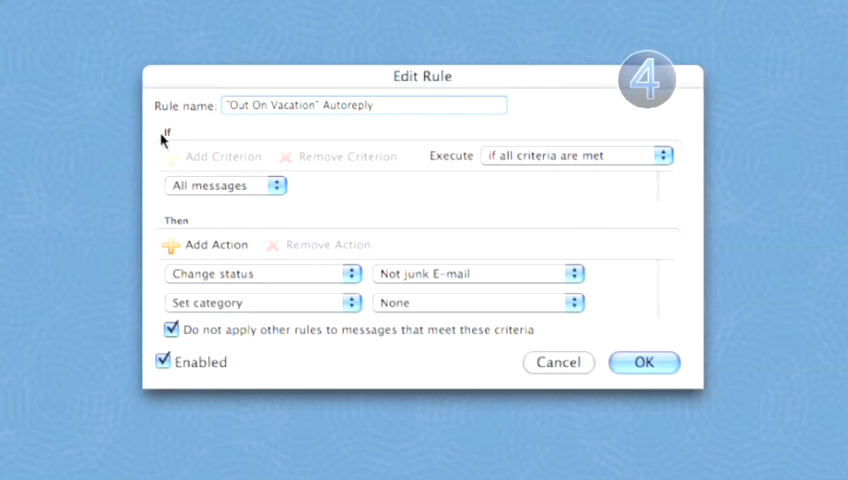 Edit Rule
4
Rule name: "Out On Vacation" Autoreply
If
Add Criterion Remove Criterion Execute if all criteria are met
All messages
Then
Add Action Remove Action
Change status Not junk E-mail
Set category None
Do not apply other rules to messages that meet these criteria
Enabled Cancel OK